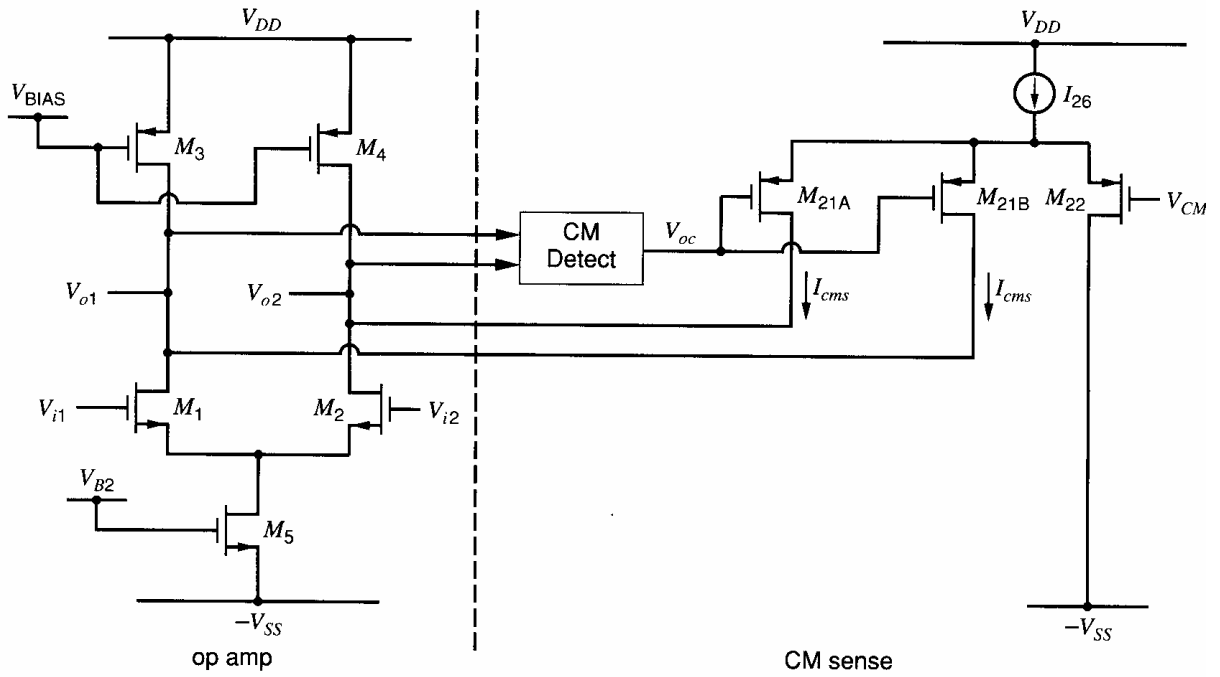 V_DD
V_BIAS
M_3
M_4
V_o1
V_o2
V_i1
M_1
M_2
V_i2
V_B2
M_5
−V_SS
op amp
CM
Detect
V_oc
V_DD
I_26
M_21A
M_21B
M_22
V_CM
I_cms
I_cms
−V_SS
CM sense